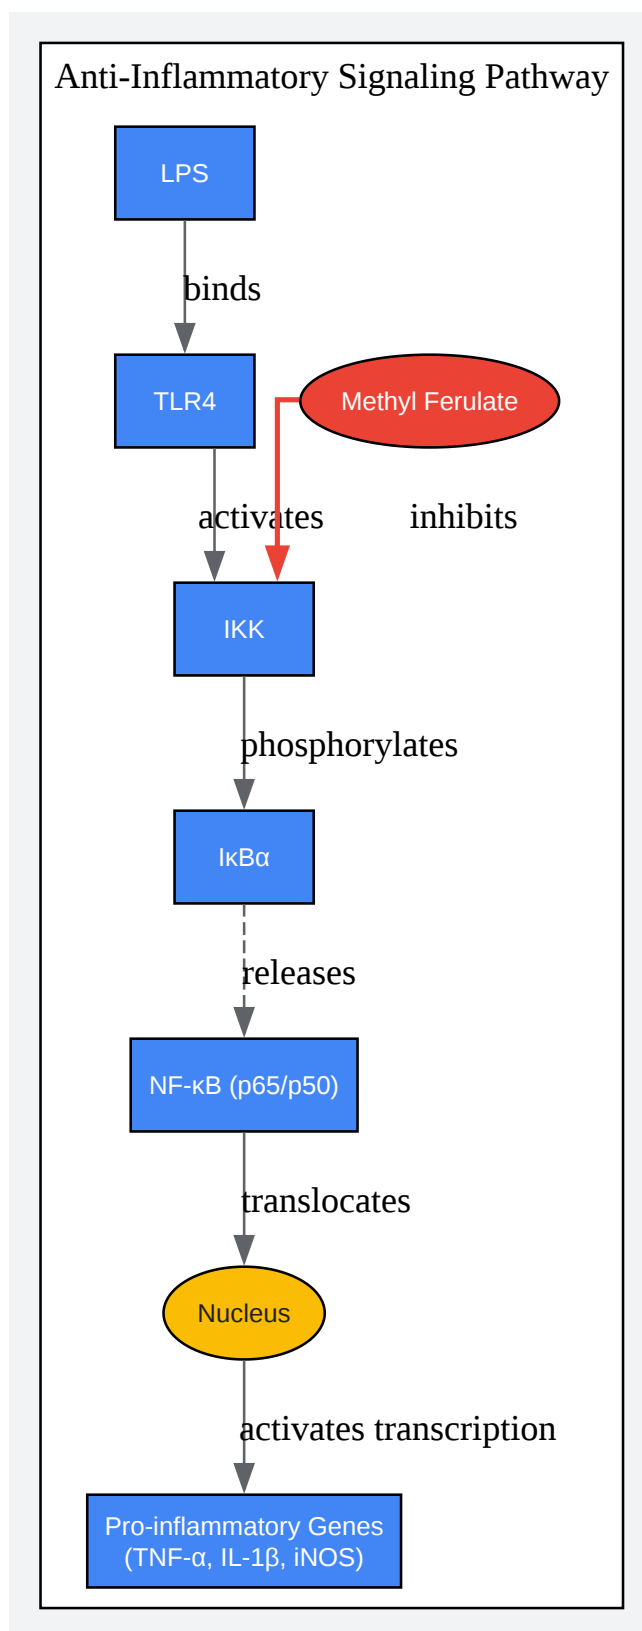 Anti-Inflammatory Signaling Pathway
LPS
binds
TLR4
Methyl Ferulate
activates
inhibits
IKK
phosphorylates
IκBα
releases
NF-κB (p65/p50)
translocates
Nucleus
activates transcription
Pro-inflammatory Genes
(TNF-α, IL-1β, iNOS)